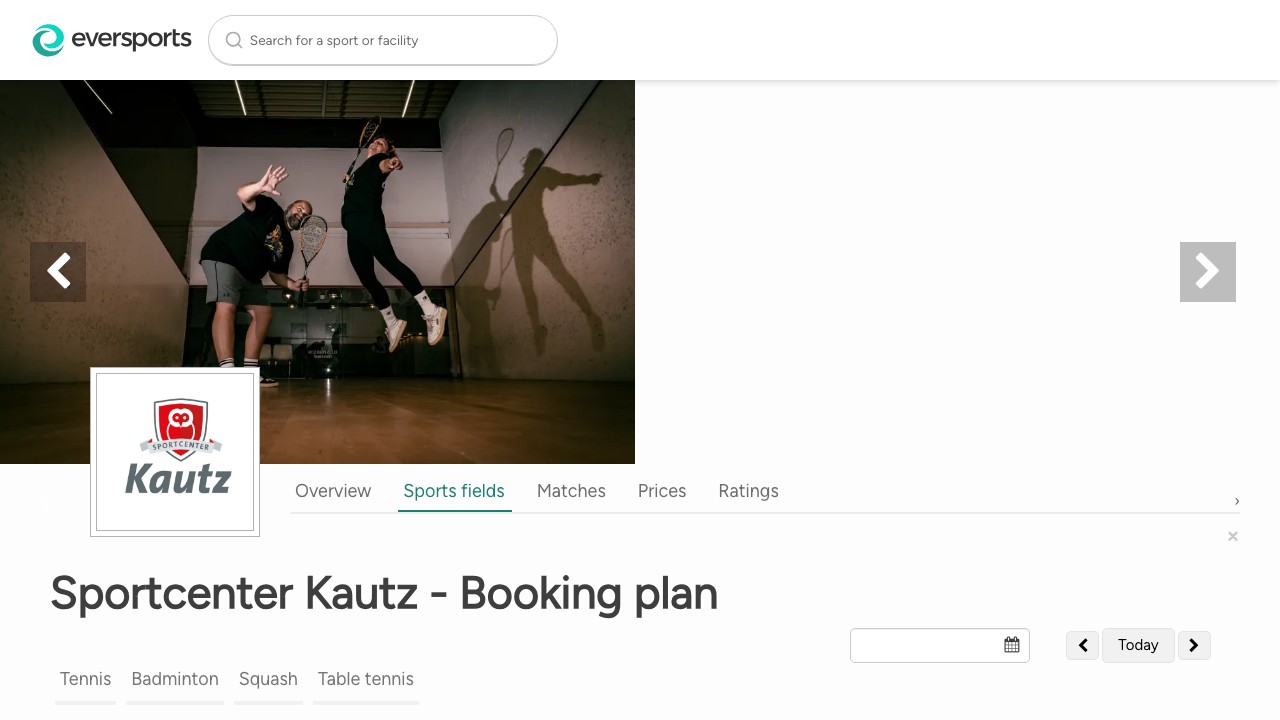 eversports
Search for a sport or facility
SPORTCENTER
Kautz
Overview
Sports fields
Matches
Prices
Ratings
Sportcenter Kautz - Booking plan
Today
Tennis
Badminton
Squash
Table tennis